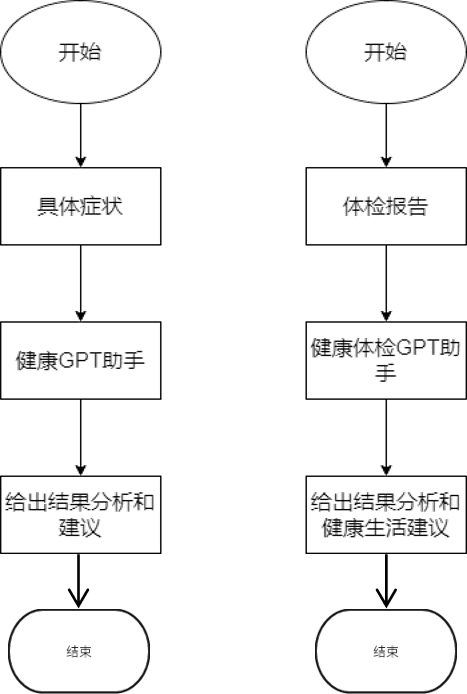 开始
具体症状
健康GPT助手
给出结果分析和
建议
结束
开始
体检报告
健康体检GPT助
手
给出结果分析和
健康生活建议
结束